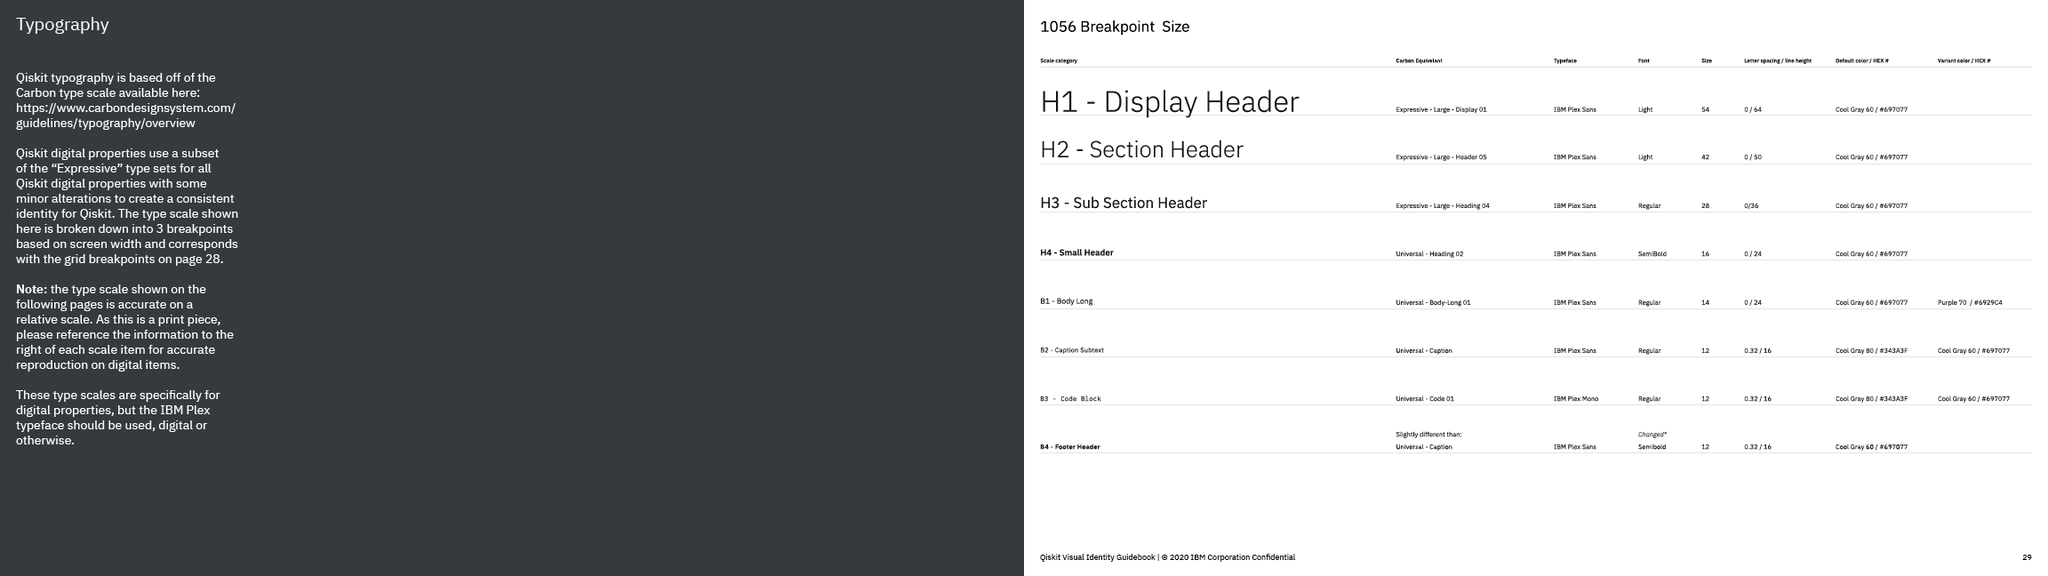 Typography
Qiskit typography is based off of the
Carbon type scale available here:
https://www.carbondesignsystem.com/
guidelines/typography/overview
Qiskit digital properties use a subset
of the “Expressive” type sets for all
Qiskit digital properties with some
minor alterations to create a consistent
identity for Qiskit. The type scale shown
here is broken down into 3 breakpoints
based on screen width and corresponds
with the grid breakpoints on page 28.
Note: the type scale shown on the
following pages is accurate on a
relative scale. As this is a print piece,
please reference the information to the
right of each scale item for accurate
reproduction on digital items.
These type scales are specifically for
digital properties, but the IBM Plex
typeface should be used, digital or
otherwise.
1056 Breakpoint Size
Scale category Carbon Equivelant Typeface Font Size Letter spacing / line height Default color / HEX # Variant color / HEX #
H1 - Display Header Expressive - Large - Display 01 IBM Plex Sans Light 54 0 / 64 Cool Gray 60 / #697077
H2 - Section Header Expressive - Large - Header 05 IBM Plex Sans Light 42 0 / 50 Cool Gray 60 / #697077
H3 - Sub Section Header Expressive - Large - Heading 04 IBM Plex Sans Regular 28 0/36 Cool Gray 60 / #697077
H4 - Small Header Universal - Heading 02 IBM Plex Sans SemiBold 16 0 / 24 Cool Gray 60 / #697077
B1 - Body Long Universal - Body-Long 01 IBM Plex Sans Regular 14 0 / 24 Cool Gray 60 / #697077 Purple 70 / #6929C4
B2 - Caption Subtext Universal - Caption IBM Plex Sans Regular 12 0.32 / 16 Cool Gray 80 / #343A3F Cool Gray 60 / #697077
B3 - Code Block Universal - Code 01 IBM Plex Mono Regular 12 0.32 / 16 Cool Gray 80 / #343A3F Cool Gray 60 / #697077
Slightly different than: Changed*
B4 - Footer Header Universal - Caption IBM Plex Sans Semibold 12 0.32 / 16 Cool Gray 60 / #697077
Qiskit Visual Identity Guidebook | © 2020 IBM Corporation Confidential 29